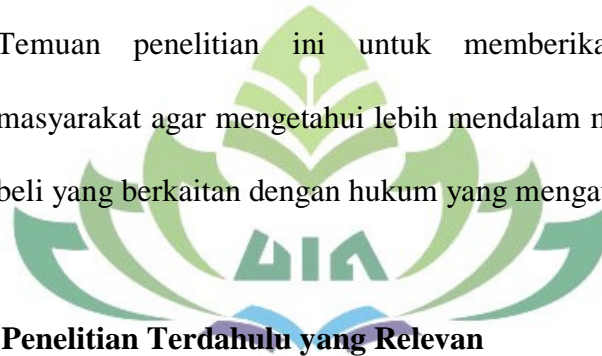 Temuan penelitian ini untuk memberika
masyarakat agar mengetahui lebih mendalam
beli yang berkaitan dengan hukum yang mengat
UIN
Penelitian Terdahulu yang Relevan